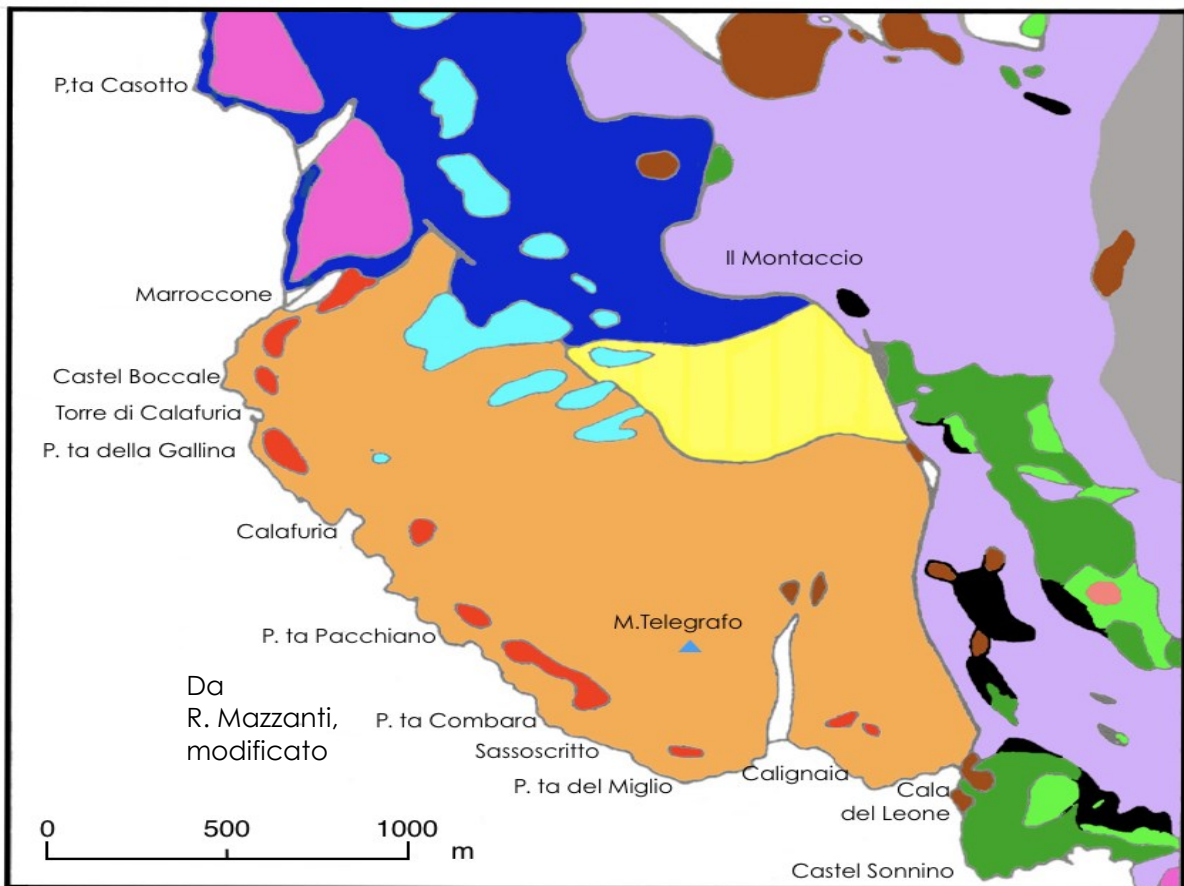 P,ta Casotto
Il Montaccio
Marroccone
Castel Boccale
Torre di Calafuria
P. ta della Gallina
Calafuria
P. ta Pacchiano
M.Telegrafo
Da
R. Mazzanti,
modificato
P. ta Combara
Sassoscritto
P. ta del Miglio
Calignaia
Cala
del Leone
Castel Sonnino
0 500 1000
m